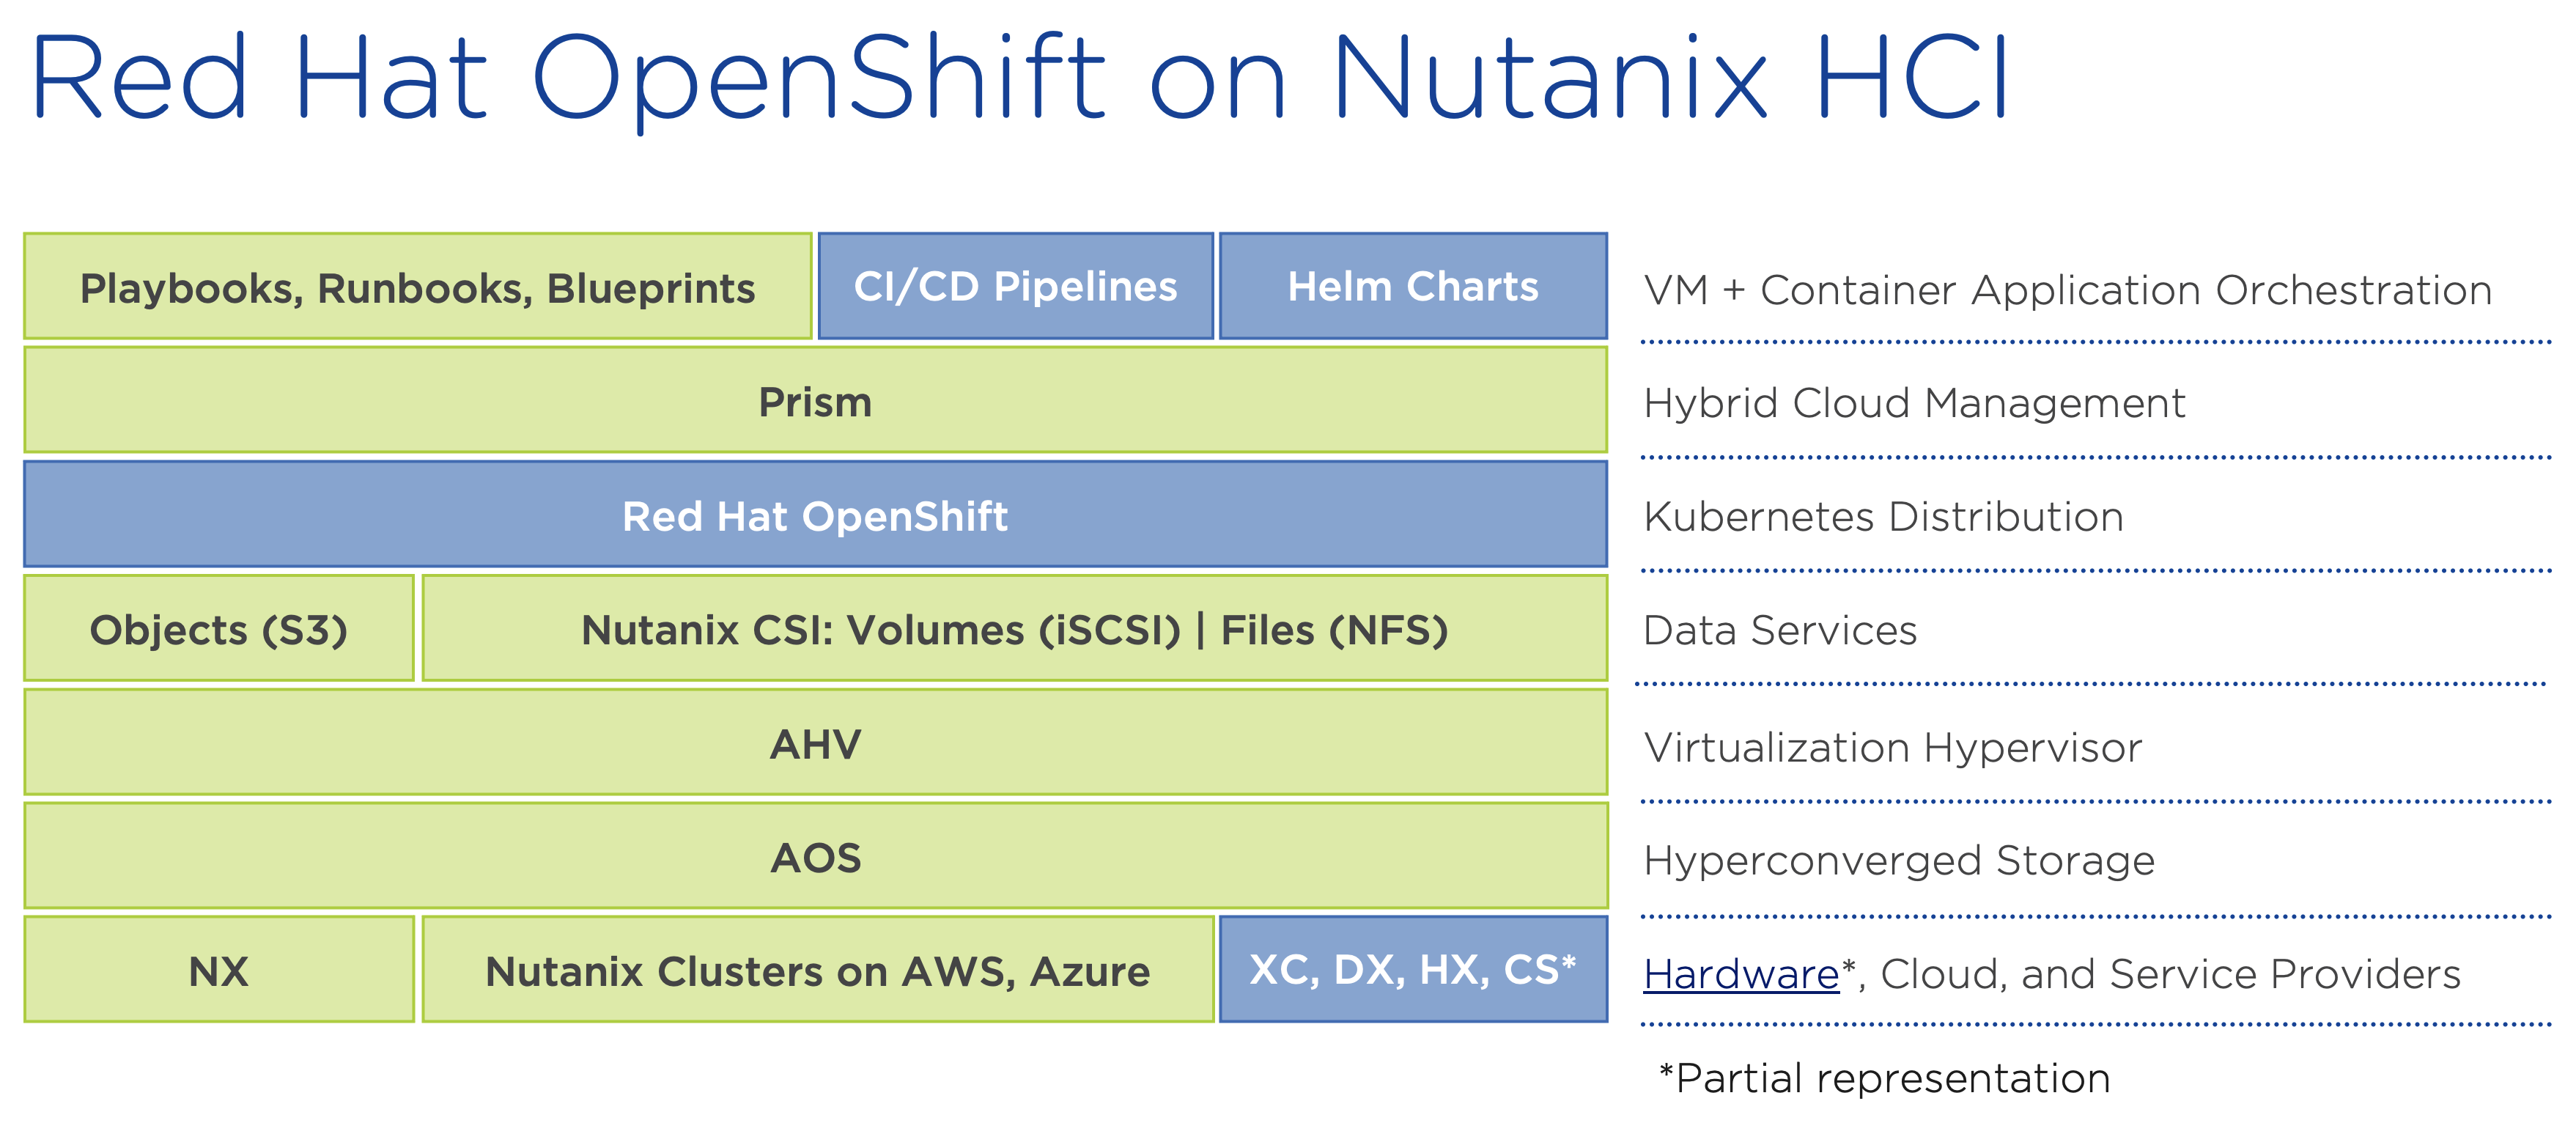 Red Hat OpenShift on Nutanix HCI
Playbooks, Runbooks, Blueprints
CI/CD Pipelines
Helm Charts
VM + Container Application Orchestration
Prism
Hybrid Cloud Management
Red Hat OpenShift
Kubernetes Distribution
Objects (S3)
Nutanix CSI: Volumes (iSCSI) | Files (NFS)
Data Services
AHV
Virtualization Hypervisor
AOS
Hyperconverged Storage
NX
Nutanix Clusters on AWS, Azure
XC, DX, HX, CS*
Hardware*, Cloud, and Service Providers
*Partial representation